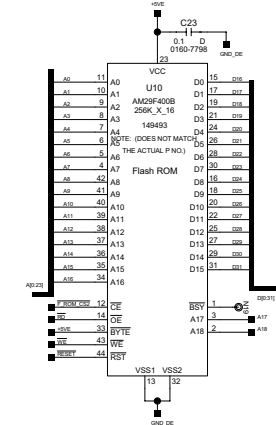 +5VE
C23
0.1 D
0160-7798
GND_DE
23
VCC
U10
AM29F400B
256K_X_16
149493
NOTE: (DOES NOT MATCH
THE ACTUAL P NO.)
Flash ROM
A0 11 A0 D0 15 D16
A1 10 A1 D1 17 D17
A2 9 A2 D2 19 D18
A3 8 A3 D3 21 D19
A4 7 A4 D4 24 D20
A5 6 A5 D5 26 D21
A6 5 A6 D6 28 D22
A7 4 A7 D7 30 D23
A8 42 A8 D8 16 D24
A9 41 A9 D9 18 D25
A10 40 A10 D10 20 D26
A11 39 A11 D11 22 D27
A12 38 A12 D12 25 D28
A13 37 A13 D13 27 D29
A14 36 A14 D14 29 D30
A15 35 A15 D15 31 D31
A16 34 A16
A[0:23] D[0:31]
F_ROM_CS2 12 CE BSY 1
RD 14 OE A17 3 A17
+5VE 33 BYTE A18 2 A18
WE 43 WE
RESET 44 RST
VSS1 VSS2
13 32
GND_DE